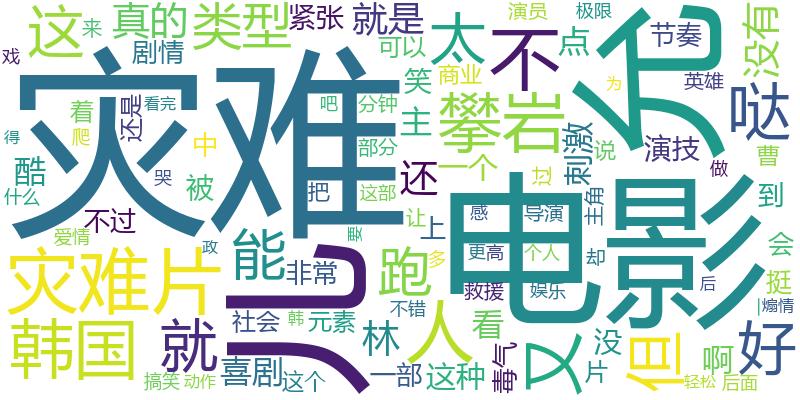 戏
来
这
真的
类型
紧张
就是
演员
极限
剧情
可以
太
不
点
节奏
没有
允
灾难
着
还是
看完
笑
商业
英雄
吧
分钟
为
得
爬
中
主
攀岩
刺激
说
演技
哒
酷
什么
被
哭
把
部分
还
一个
过
曹
做
不过
这部
让
上
感
导演
主角
到
爱情
政
要
多
更高
个人
却
会
电影
灾难片
能
非常
儿
跑
救援
娱乐
后
挺
煽情
韩国
就
社会
韩
元素
林
不错
人
看
毒气
又
没
片
但
啊
好
搞笑
动作
喜剧
这个
一部
这种
轻松
后面